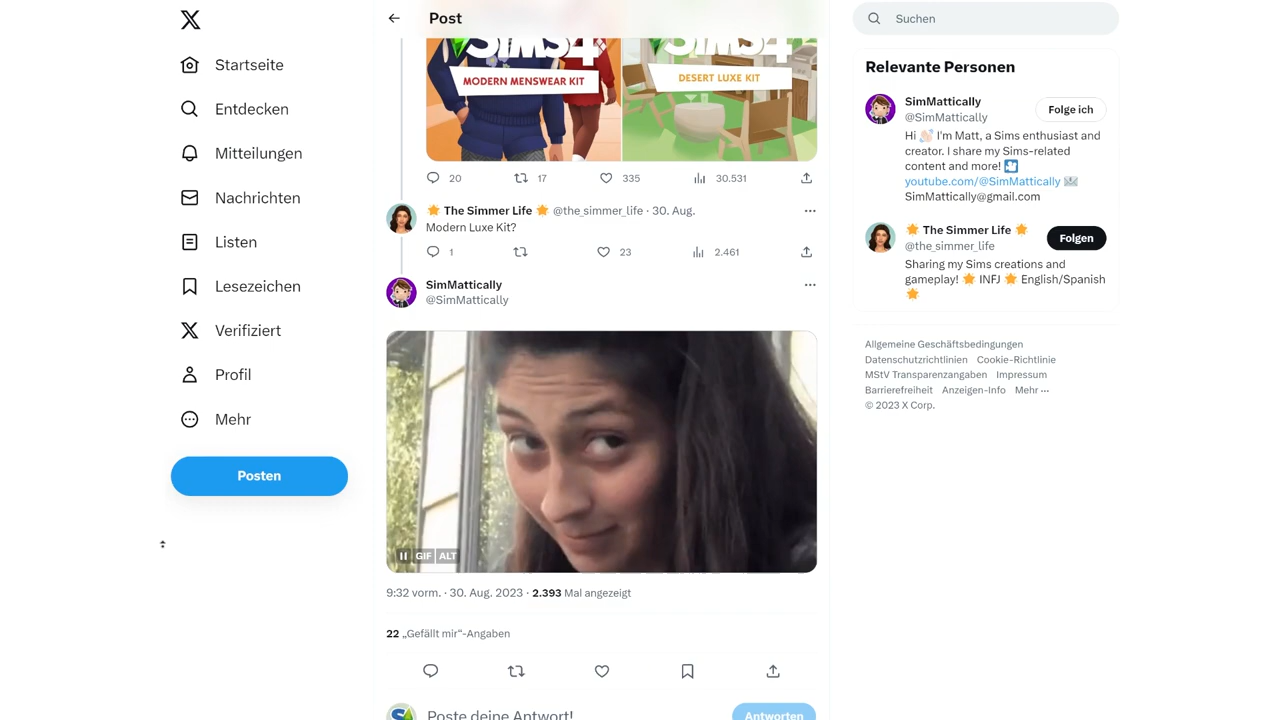 Startseite
Entdecken
Mitteilungen
Nachrichten
Listen
Lesezeichen
Verifiziert
Profil
Mehr
Posten
Post
SIMS 4
MODERN MENSWEAR KIT
SIMS 4
DESERT LUXE KIT
20 17 335 30.531
The Simmer Life @the_simmer_life · 30. Aug.
Modern Luxe Kit?
1 23 2.461
SimMattically
@SimMattically
GIF ALT
9:32 vorm. · 30. Aug. 2023 · 2.393 Mal angezeigt
22 „Gefällt mir“-Angaben
Poste deine Antwort!
Antworten
Suchen
Relevante Personen
SimMattically
@SimMattically
Folge ich
Hi 👋🏻 I'm Matt, a Sims enthusiast and
creator. I share my Sims-related
content and more! 🎦
youtube.com/@SimMattically 📨
SimMattically@gmail.com
The Simmer Life
@the_simmer_life
Folgen
Sharing my Sims creations and
gameplay! 🌟 INFJ 🌟 English/Spanish
🌟
Allgemeine Geschäftsbedingungen
Datenschutzrichtlinien Cookie-Richtlinie
MStV Transparenzangaben Impressum
Barrierefreiheit Anzeigen-Info Mehr ···
© 2023 X Corp.